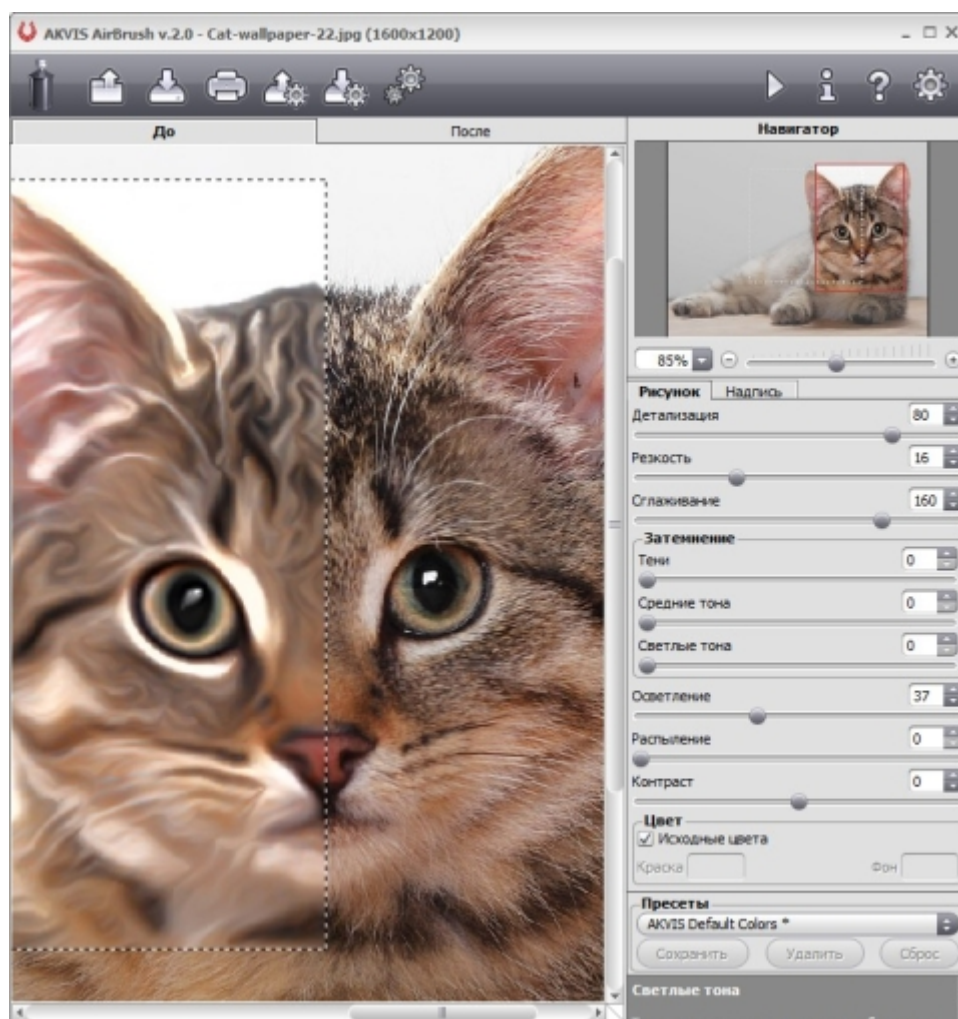 AKVIS AirBrush v.2.0 - Cat-wallpaper-22.jpg (1600x1200)
До
После
Навигатор
85%
Рисунок Надпись
Детализация 80
Резкость 16
Сглаживание 160
Затемнение
Тени 0
Средние тона 0
Светлые тона 0
Осветление 37
Распыление 0
Контраст 0
Цвет
Исходные цвета
Краска Фон
Пресеты
AKVIS Default Colors *
Сохранить Удалить Сброс
Светлые тона